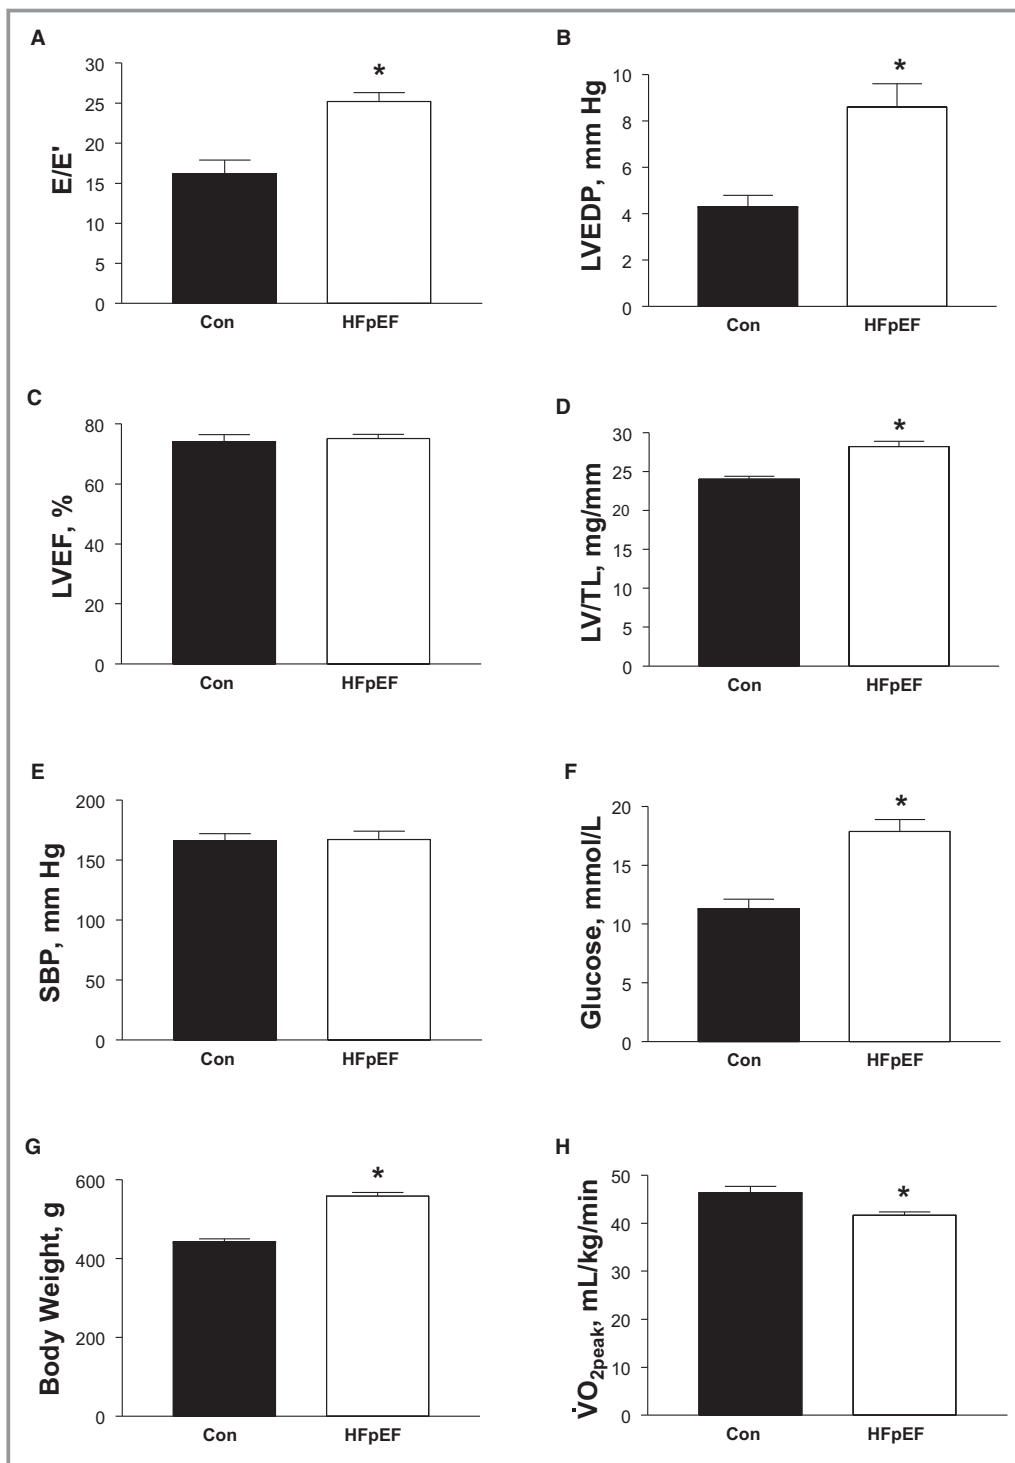 A
30
25
20
15
10
5
0
E/E'
*
Con
HFpEF
B
10
8
6
4
2
0
LVEDP, mm Hg
*
Con
HFpEF
C
80
60
40
20
0
LVEF, %
Con
HFpEF
D
30
25
20
15
10
5
0
LV/TL, mg/mm
*
Con
HFpEF
E
200
150
100
50
0
SBP, mm Hg
Con
HFpEF
F
20
15
10
5
0
Glucose, mmol/L
*
Con
HFpEF
G
600
400
200
0
Body Weight, g
*
Con
HFpEF
H
50
40
30
20
10
0
V̇O2peak, mL/kg/min
*
Con
HFpEF